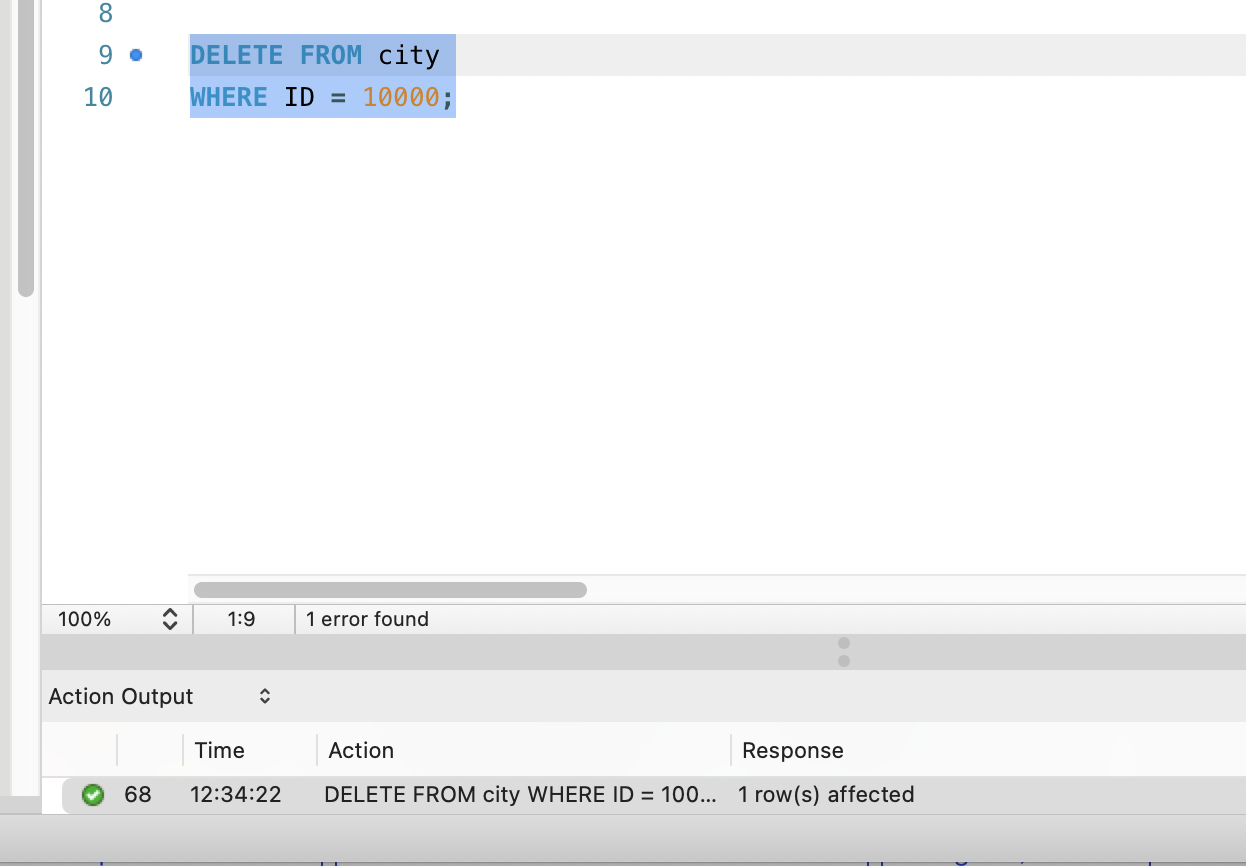 8
9 DELETE FROM city
10 WHERE ID = 10000;
100% 1:9 1 error found
Action Output
Time Action Response
68 12:34:22 DELETE FROM city WHERE ID = 100... 1 row(s) affected